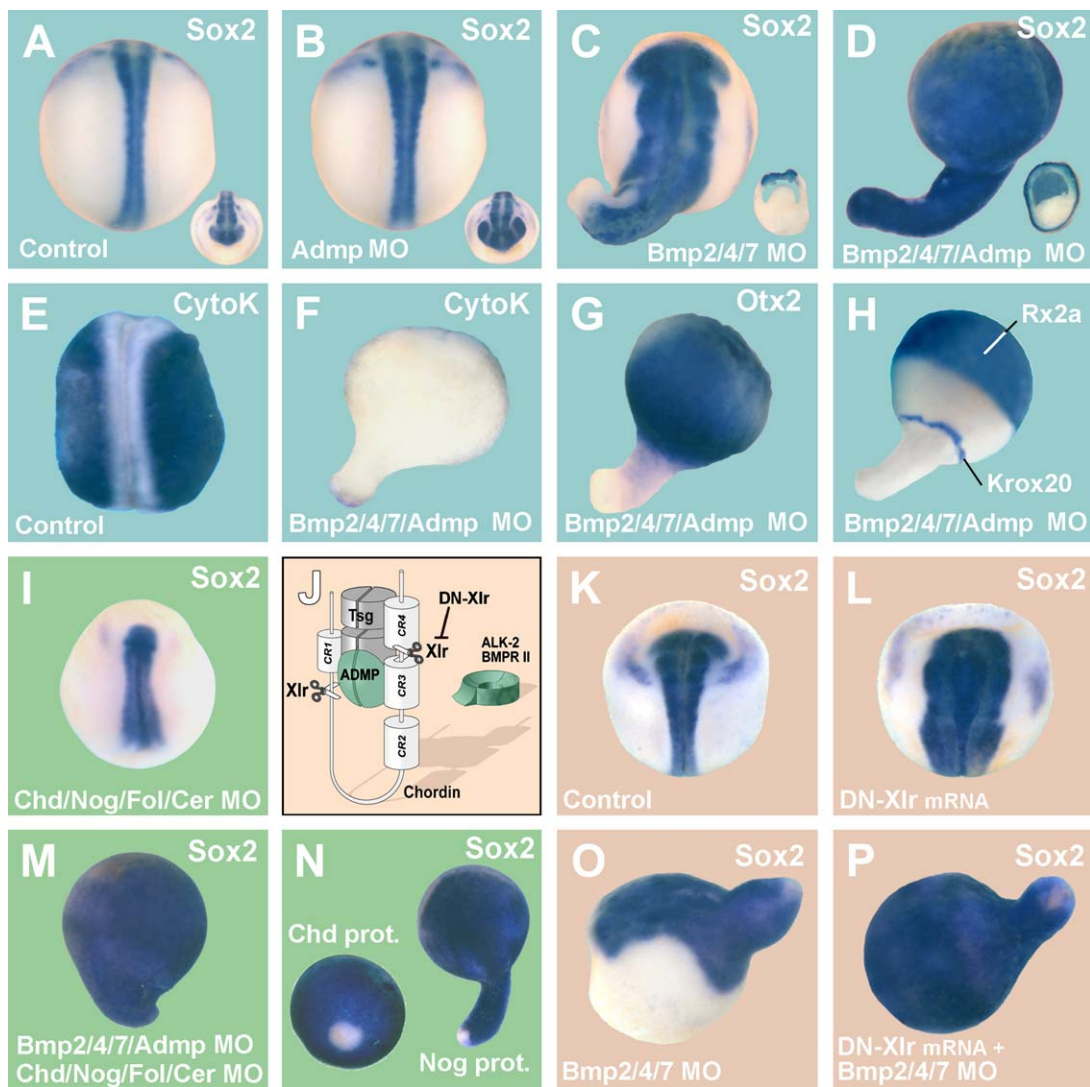 A Sox2
Control
B Sox2
Admp MO
C Sox2
Bmp2/4/7 MO
D Sox2
Bmp2/4/7/Admp MO
E CytoK
Control
F CytoK
Bmp2/4/7/Admp MO
G Otx2
Bmp2/4/7/Admp MO
H Rx2a
Krox20
Bmp2/4/7/Admp MO
I Sox2
Chd/Nog/Fol/Cer MO
J
DN-Xlr
Tsg
CR4
CR1
Xlr
ALK-2
BMPR II
ADMP
CR3
Xlr
CR2
Chordin
K Sox2
Control
L Sox2
DN-Xlr mRNA
M Sox2
Bmp2/4/7/Admp MO
Chd/Nog/Fol/Cer MO
N Sox2
Chd prot.
Nog prot.
O Sox2
Bmp2/4/7 MO
P Sox2
DN-Xlr mRNA +
Bmp2/4/7 MO